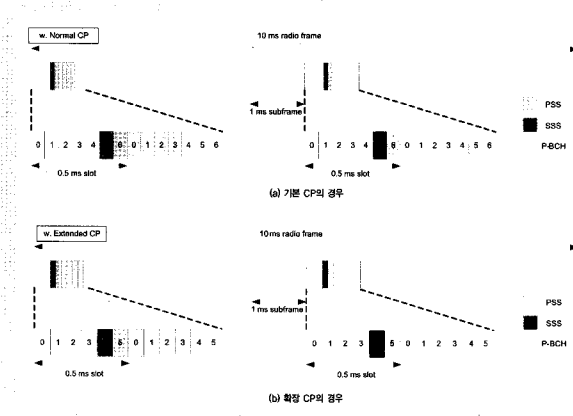 w. Normal CP
10 ms radio frame
1 ms subframe
PSS
SSS
P-BCH
0 1 2 3 4 6 0 1 2 3 4 5 6
0 1 2 3 4 6 0 1 2 3 4 5 6
0.5 ms slot
0.5 ms slot
(a) 기본 CP의 경우
w. Extended CP
10 ms radio frame
1 ms subframe
PSS
SSS
P-BCH
0 1 2 3 5 0 1 2 3 4 5
0 1 2 3 5 0 1 2 3 4 5
0.5 ms slot
0.5 ms slot
(b) 확장 CP의 경우